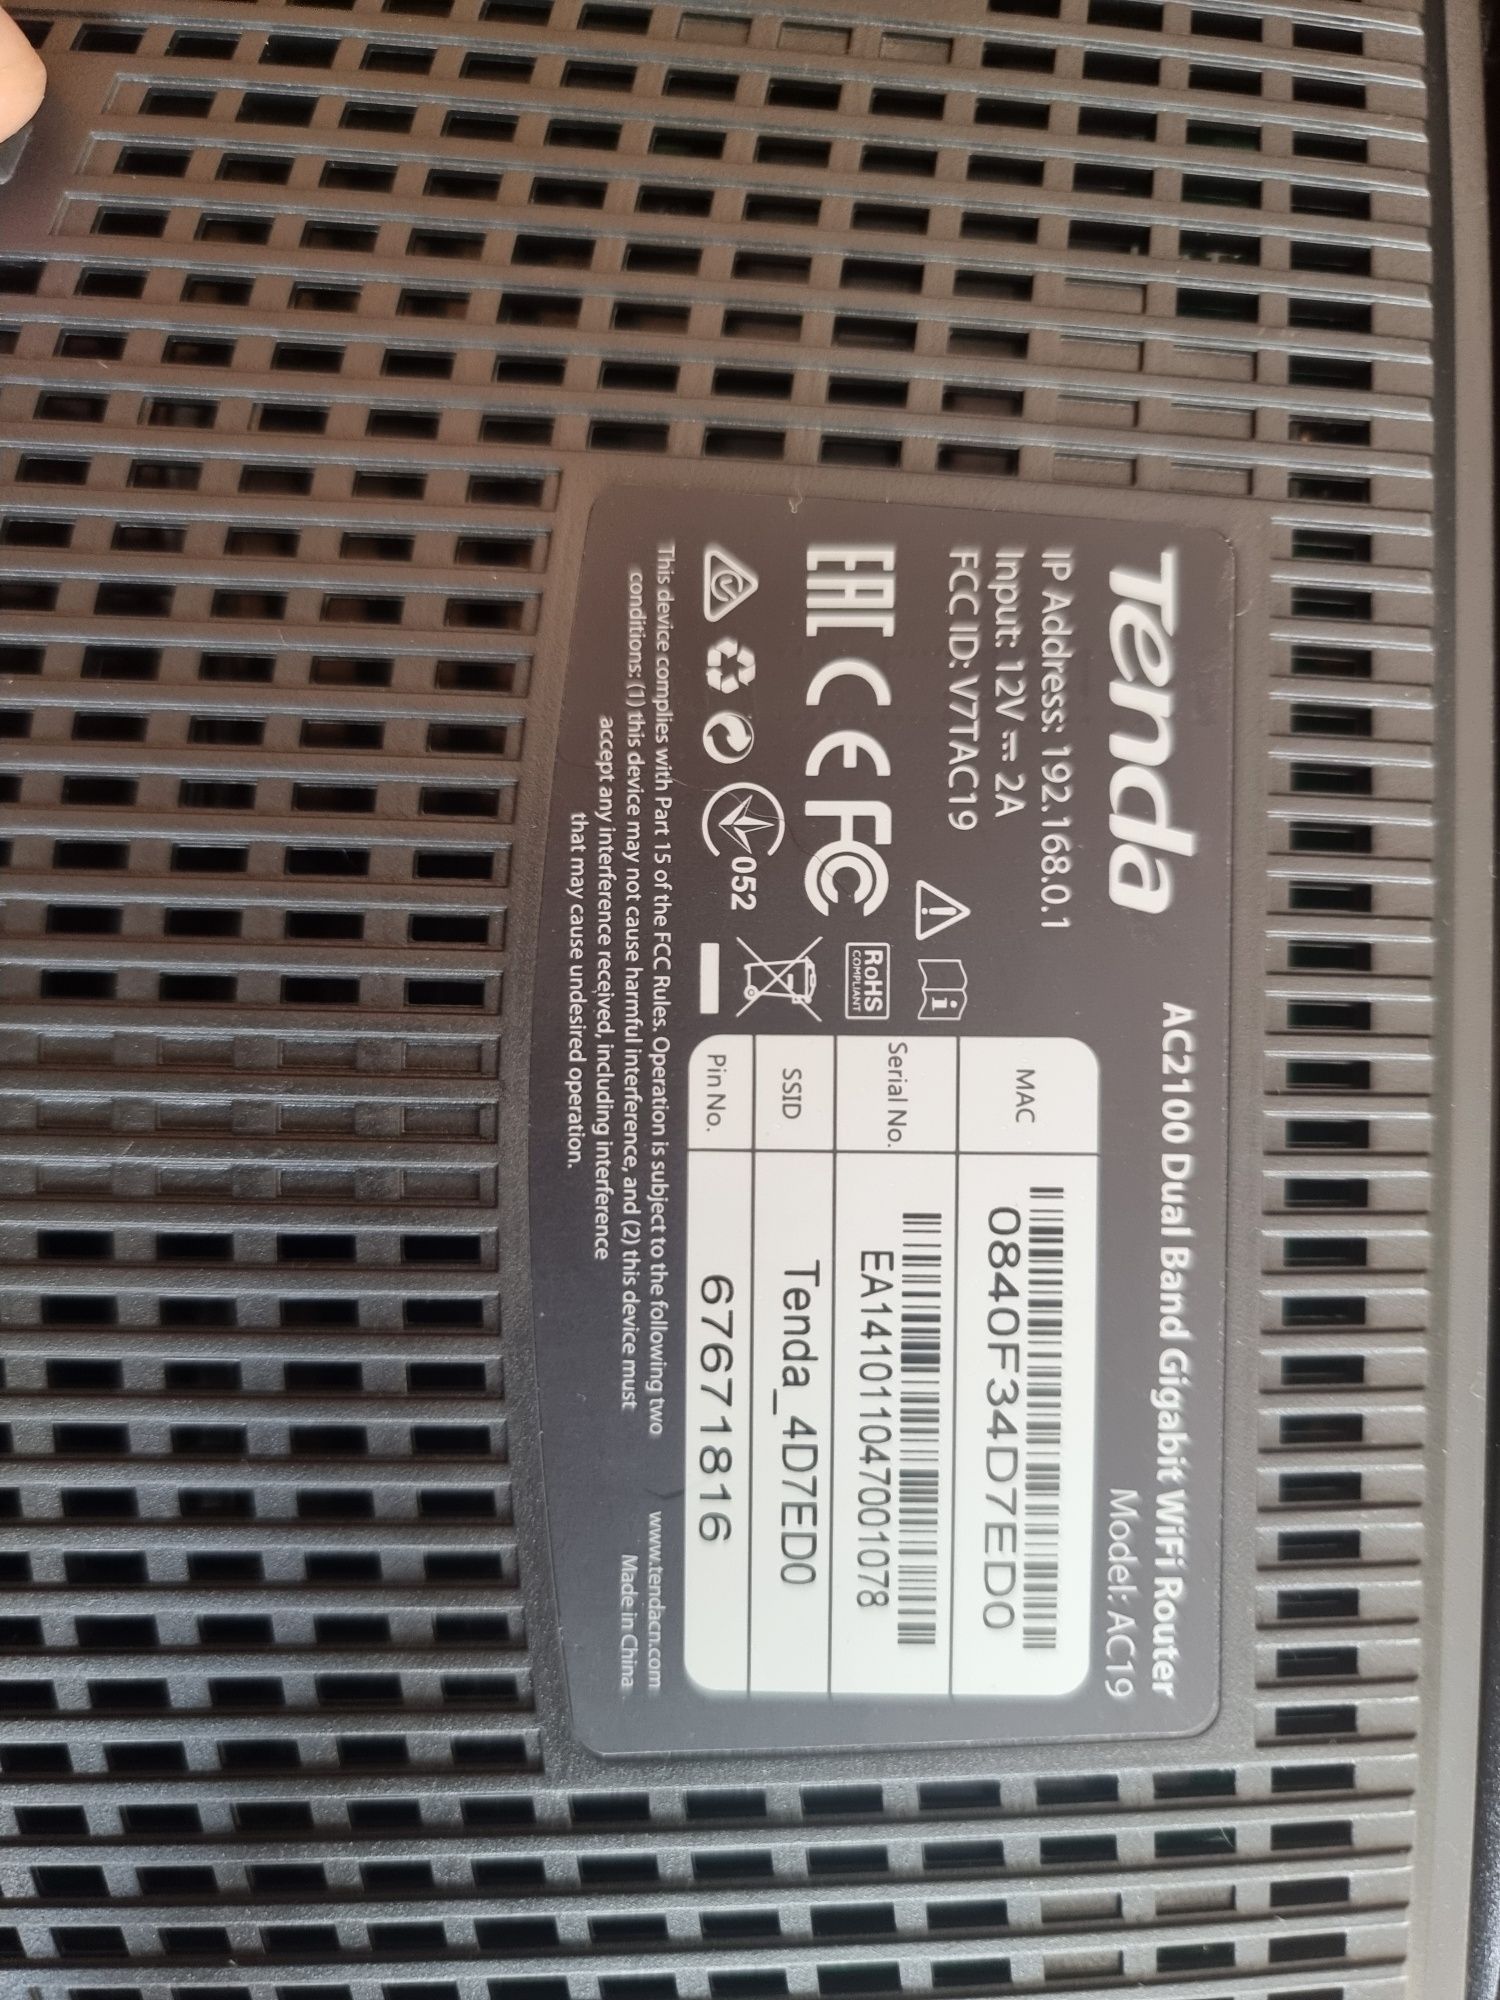 Tenda
AC2100 Dual Band Gigabit WiFi Router
Model: AC19
IP Address: 192.168.0.1
Input: 12V ⎓ 2A
FCC ID: V7TAC19
EAC CE FC
RoHS
COMPLIANT
052
MAC
0840F34D7ED0
Serial No.
EA141011047001078
SSID
Tenda_4D7ED0
Pin No.
67671816
This device complies with Part 15 of the FCC Rules. Operation is subject to the following two
conditions: (1) this device may not cause harmful interference, and (2) this device must
accept any interference received, including interference
that may cause undesired operation.
www.tendacn.com
Made in China